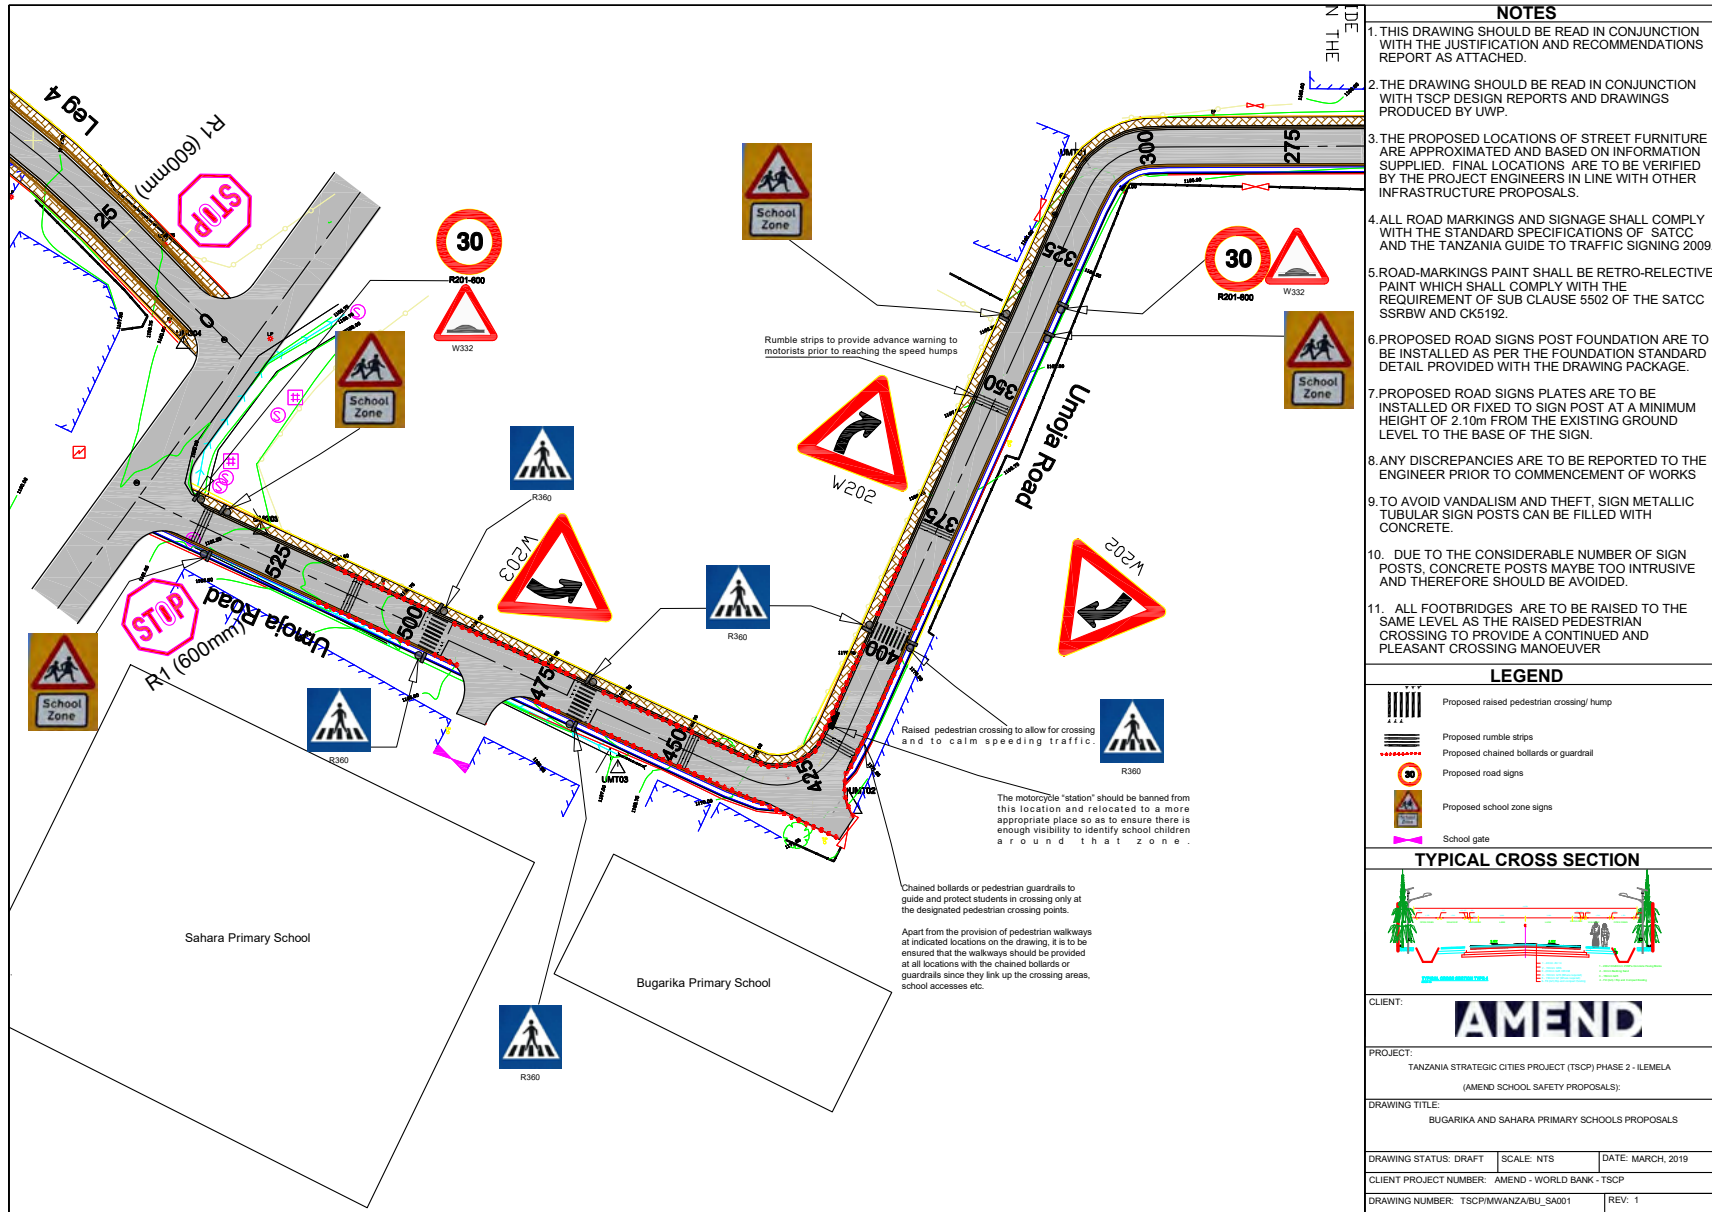 DE
N THE
Leg 4
R1 (600mm)
STOP
25
0
30
R201-600
W332
School
Zone
School
Zone
300
275
325
30
R201-600
W332
School
Zone
Rumble strips to provide advance warning to
motorists prior to reaching the speed humps
350
Umoja Road
W202
375
W202
R360
W203
525
STOP
Umoja Road
R1 (600mm)
500
School
Zone
R360
R360
475
400
450
425
UMT03
UMT02
Raised pedestrian crossing to allow for crossing
and to calm speeding traffic.
R360
The motorcycle "station" should be banned from
this location and relocated to a more
appropriate place so as to ensure there is
enough visibility to identify school children
around that zone.
Chained bollards or pedestrian guardrails to
guide and protect students in crossing only at
the designated pedestrian crossing points.
Apart from the provision of pedestrian walkways
at indicated locations on the drawing, it is to be
ensured that the walkways should be provided
at all locations with the chained bollards or
guardrails since they link up the crossing areas,
school accesses etc.
Sahara Primary School
Bugarika Primary School
R360
NOTES
1. THIS DRAWING SHOULD BE READ IN CONJUNCTION
WITH THE JUSTIFICATION AND RECOMMENDATIONS
REPORT AS ATTACHED.
2. THE DRAWING SHOULD BE READ IN CONJUNCTION
WITH TSCP DESIGN REPORTS AND DRAWINGS
PRODUCED BY UWP.
3. THE PROPOSED LOCATIONS OF STREET FURNITURE
ARE APPROXIMATED AND BASED ON INFORMATION
SUPPLIED. FINAL LOCATIONS ARE TO BE VERIFIED
BY THE PROJECT ENGINEERS IN LINE WITH OTHER
INFRASTRUCTURE PROPOSALS.
4. ALL ROAD MARKINGS AND SIGNAGE SHALL COMPLY
WITH THE STANDARD SPECIFICATIONS OF SATCC
AND THE TANZANIA GUIDE TO TRAFFIC SIGNING 2009.
5. ROAD-MARKINGS PAINT SHALL BE RETRO-RELECTIVE
PAINT WHICH SHALL COMPLY WITH THE
REQUIREMENT OF SUB CLAUSE 5502 OF THE SATCC
SSRBW AND CK5192.
6. PROPOSED ROAD SIGNS POST FOUNDATION ARE TO
BE INSTALLED AS PER THE FOUNDATION STANDARD
DETAIL PROVIDED WITH THE DRAWING PACKAGE.
7. PROPOSED ROAD SIGNS PLATES ARE TO BE
INSTALLED OR FIXED TO SIGN POST AT A MINIMUM
HEIGHT OF 2.10m FROM THE EXISTING GROUND
LEVEL TO THE BASE OF THE SIGN.
8. ANY DISCREPANCIES ARE TO BE REPORTED TO THE
ENGINEER PRIOR TO COMMENCEMENT OF WORKS
9. TO AVOID VANDALISM AND THEFT, SIGN METALLIC
TUBULAR SIGN POSTS CAN BE FILLED WITH
CONCRETE.
10. DUE TO THE CONSIDERABLE NUMBER OF SIGN
POSTS, CONCRETE POSTS MAYBE TOO INTRUSIVE
AND THEREFORE SHOULD BE AVOIDED.
11. ALL FOOTBRIDGES ARE TO BE RAISED TO THE
SAME LEVEL AS THE RAISED PEDESTRIAN
CROSSING TO PROVIDE A CONTINUED AND
PLEASANT CROSSING MANOEUVER
LEGEND
Proposed raised pedestrian crossing/ hump
Proposed rumble strips
Proposed chained bollards or guardrail
30
Proposed road signs
Proposed school zone signs
School gate
TYPICAL CROSS SECTION
CLIENT:
AMEND
PROJECT:
TANZANIA STRATEGIC CITIES PROJECT (TSCP) PHASE 2 - ILEMELA
(AMEND SCHOOL SAFETY PROPOSALS):
DRAWING TITLE:
BUGARIKA AND SAHARA PRIMARY SCHOOLS PROPOSALS
DRAWING STATUS: DRAFT
SCALE: NTS
DATE: MARCH, 2019
CLIENT PROJECT NUMBER: AMEND - WORLD BANK - TSCP
DRAWING NUMBER: TSCP/MWANZA/BU_SA001
REV: 1